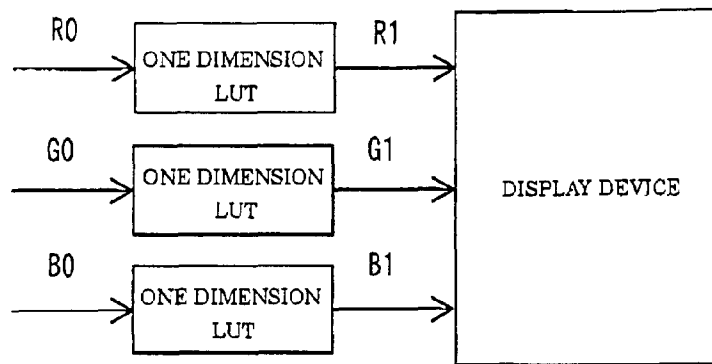 R0
ONE DIMENSION
LUT
R1
G0
ONE DIMENSION
LUT
G1
DISPLAY DEVICE
B0
ONE DIMENSION
LUT
B1